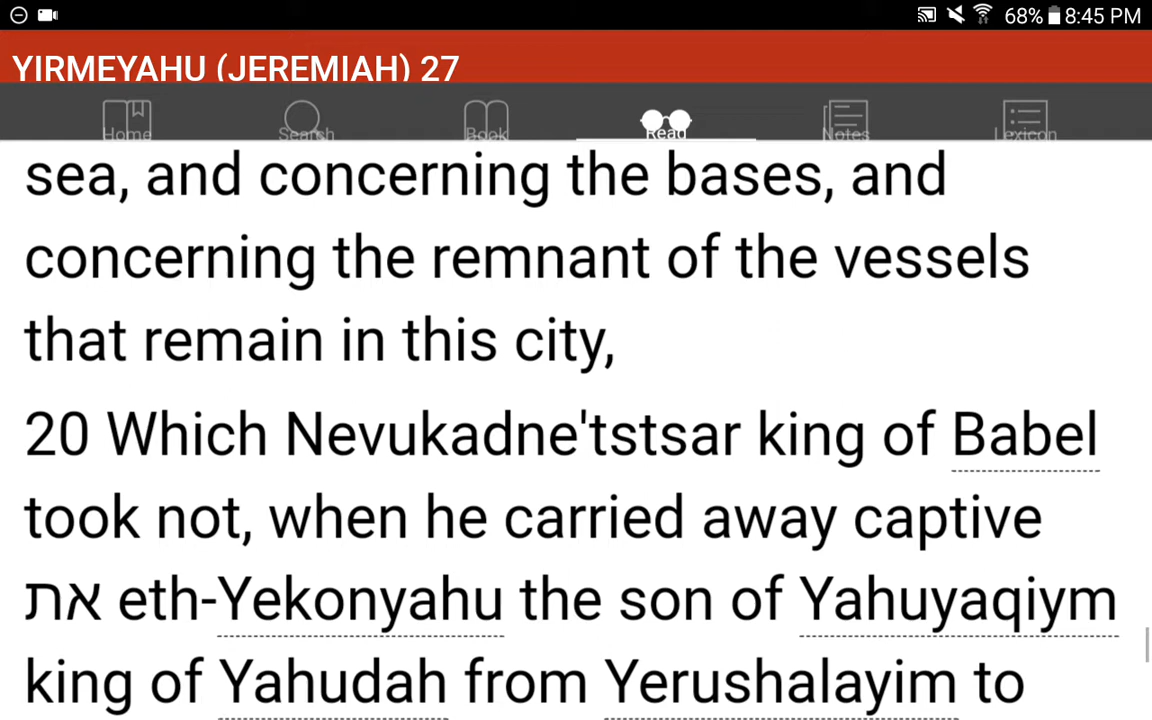 68% 8:45 PM
YIRMEYAHU (JEREMIAH) 27
Home Search Book Read Notes Lexicon
sea, and concerning the bases, and
concerning the remnant of the vessels
that remain in this city,
20 Which Nevukadne'tstsar king of Babel
took not, when he carried away captive
את eth-Yekonyahu the son of Yahuyaqiym
king of Yahudah from Yerushalayim to